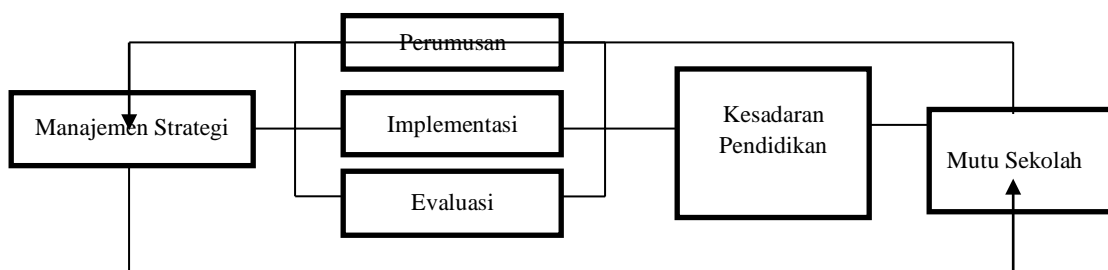 Perumusan
Manajemen Strategi
Implementasi
Evaluasi
Kesadaran
Pendidikan
Mutu Sekolah